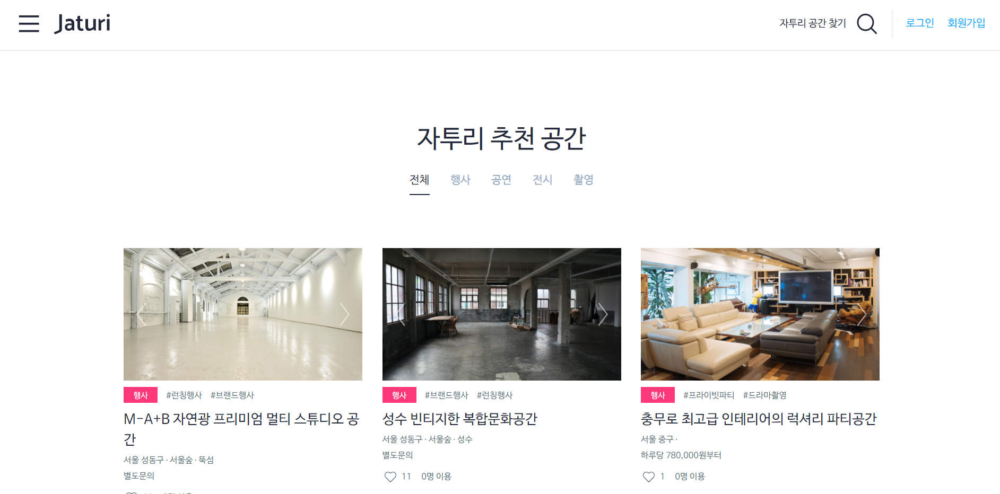 Jaturi
자투리 공간 찾기
로그인
회원가입
자투리 추천 공간
전체 행사 공연 전시 촬영
행사 #런칭행사 #브랜드행사
M-A+B 자연광 프리미엄 멀티 스튜디오 공
간
서울 성동구 · 서울숲 · 뚝섬
별도문의
행사 #브랜드행사 #런칭행사
성수 빈티지한 복합문화공간
서울 성동구 · 서울숲 · 성수
별도문의
11 0명 이용
행사 #프라이빗파티 #드라마촬영
충무로 최고급 인테리어의 럭셔리 파티공간
서울 중구 ·
하루당 780,000원부터
1 0명 이용